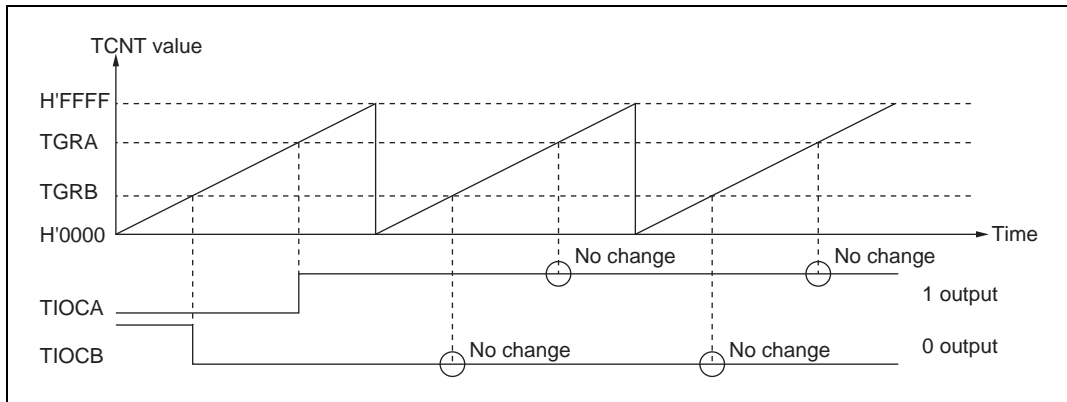 TCNT value
H'FFFF
TGRA
TGRB
H'0000
Time
No change
No change
TIOCA
1 output
TIOCB
No change
No change
0 output